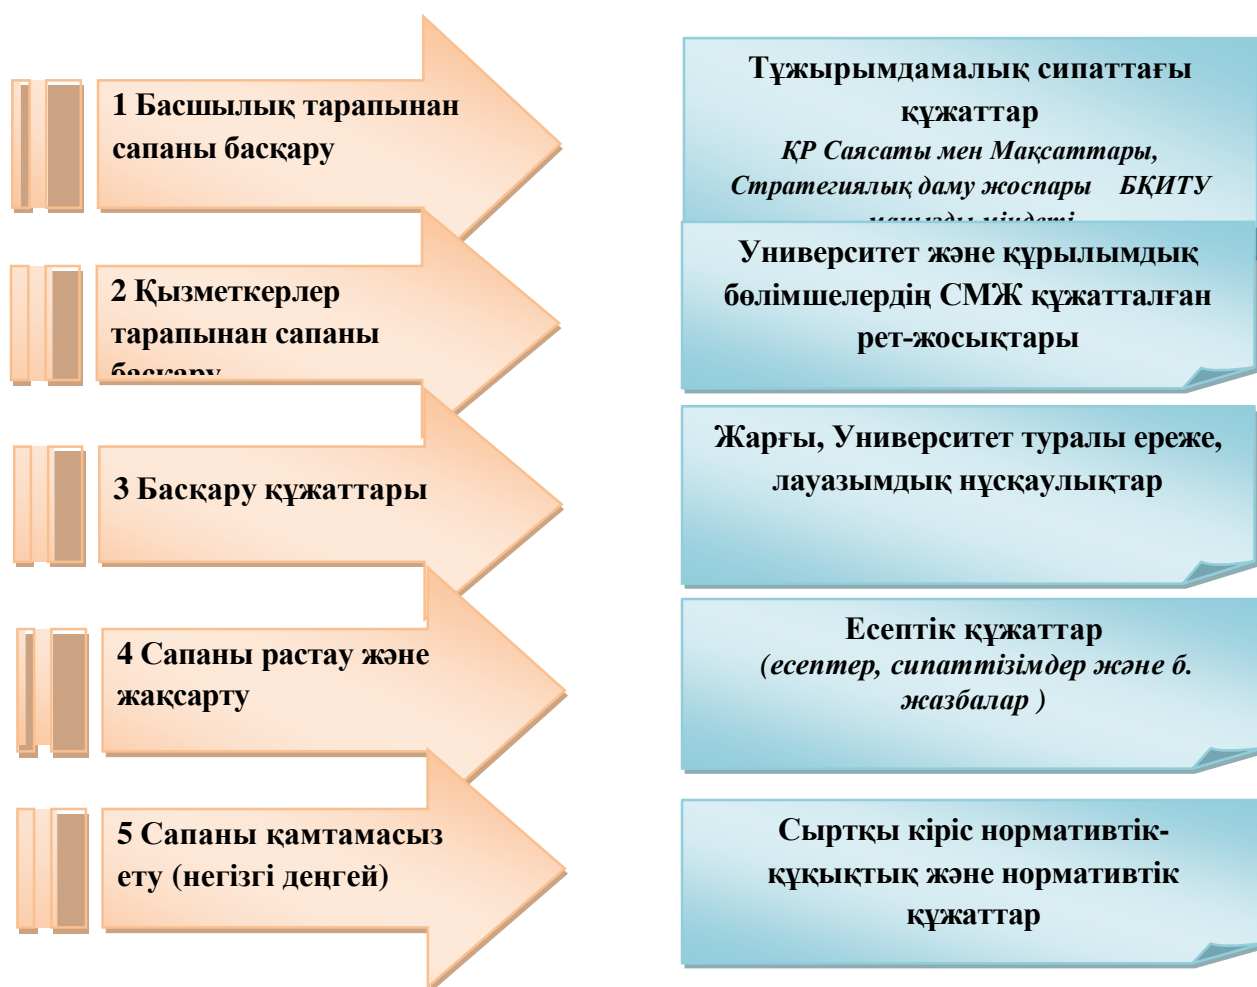 1 Басшылық тарапынан
сапаны басқару
Тұжырымдамалық сипаттағы
құжаттар
ҚР Саясаты мен Мақсаттары,
Стратегиялық даму жоспары БҚИТУ
2 Қызметкерлер
тарапынан сапаны
басқару
Университет және құрылымдық
бөлімшелердің СМЖ құжатталған
рет-жосықтары
3 Басқару құжаттары
Жарғы, Университет туралы ереже,
лауазымдық нұсқаулықтар
4 Сапаны растау және
жақсарту
Есептік құжаттар
(есептер, сипаттізімдер және б.
жазбалар )
5 Сапаны қамтамасыз
ету (негізгі деңгей)
Сыртқы кіріс нормативтік-
құқықтық және нормативтік
құжаттар